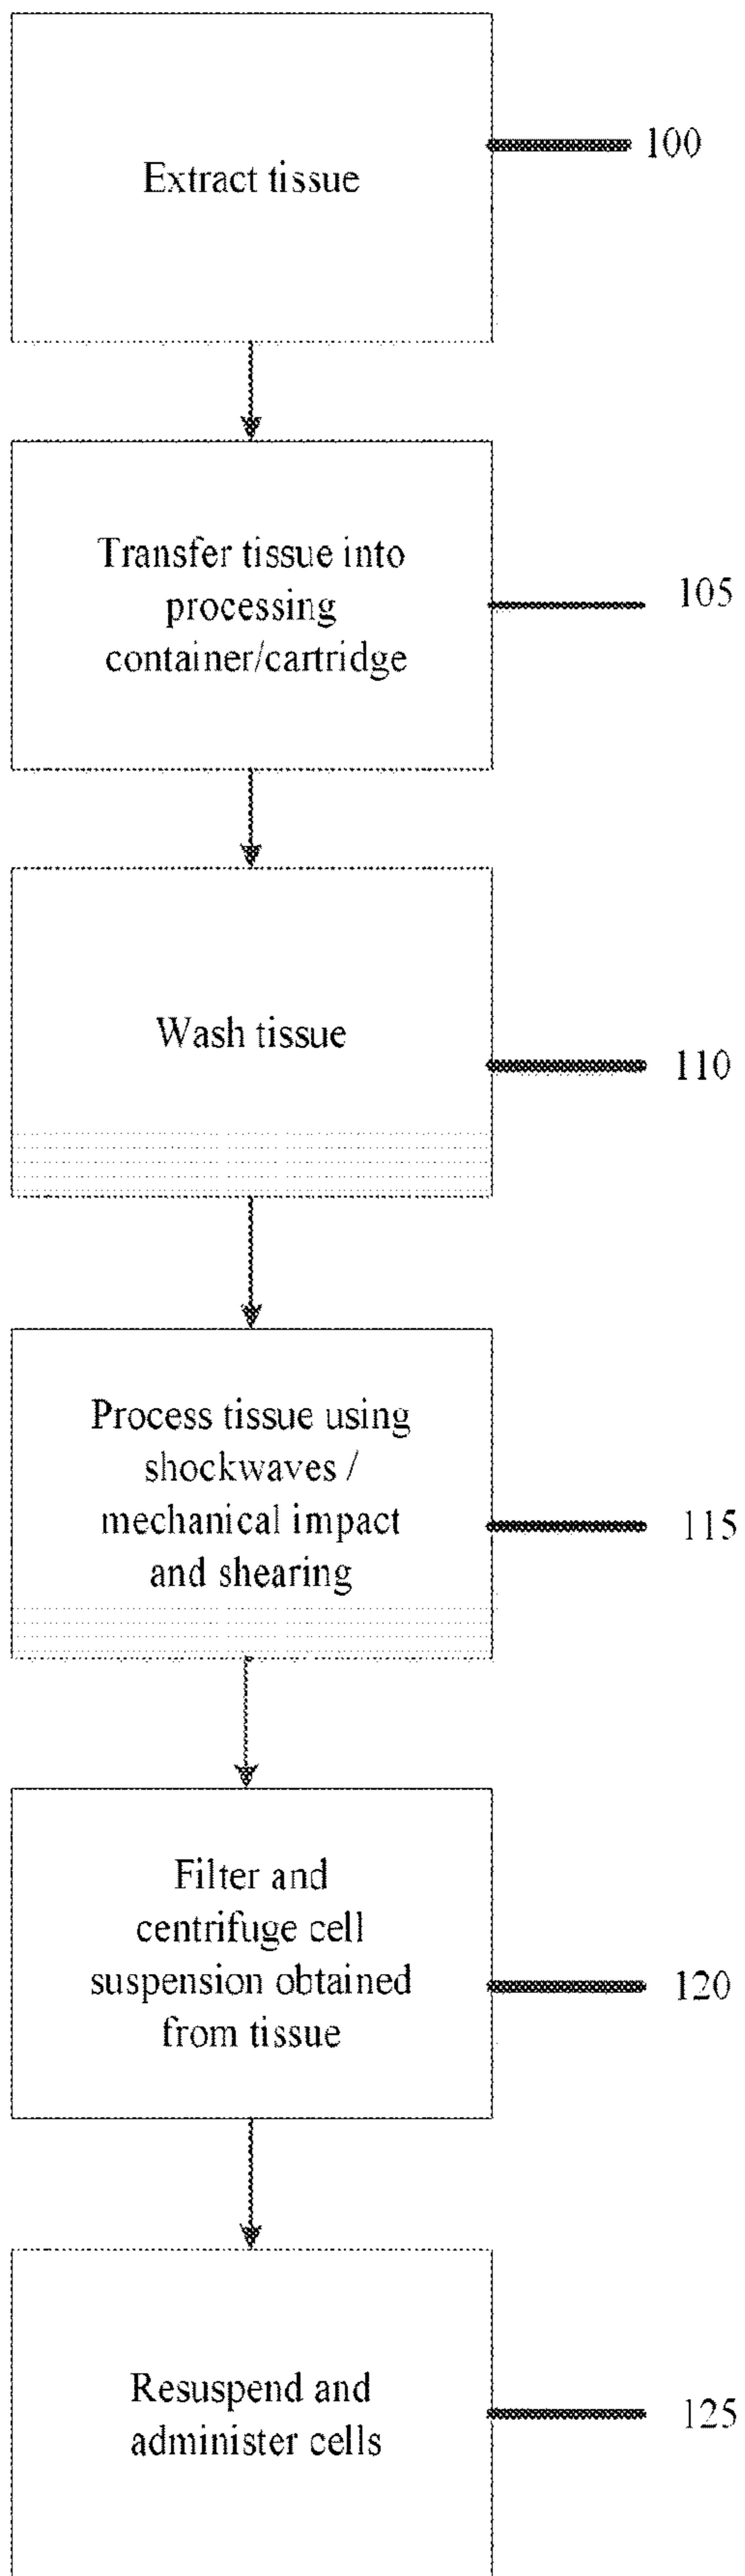 Extract tissue
100
Transfer tissue into
processing
container/cartridge
105
Wash tissue
110
Process tissue using
shockwaves /
mechanical impact
and shearing
115
Filter and
centrifuge cell
suspension obtained
from tissue
120
Resuspend and
administer cells
125